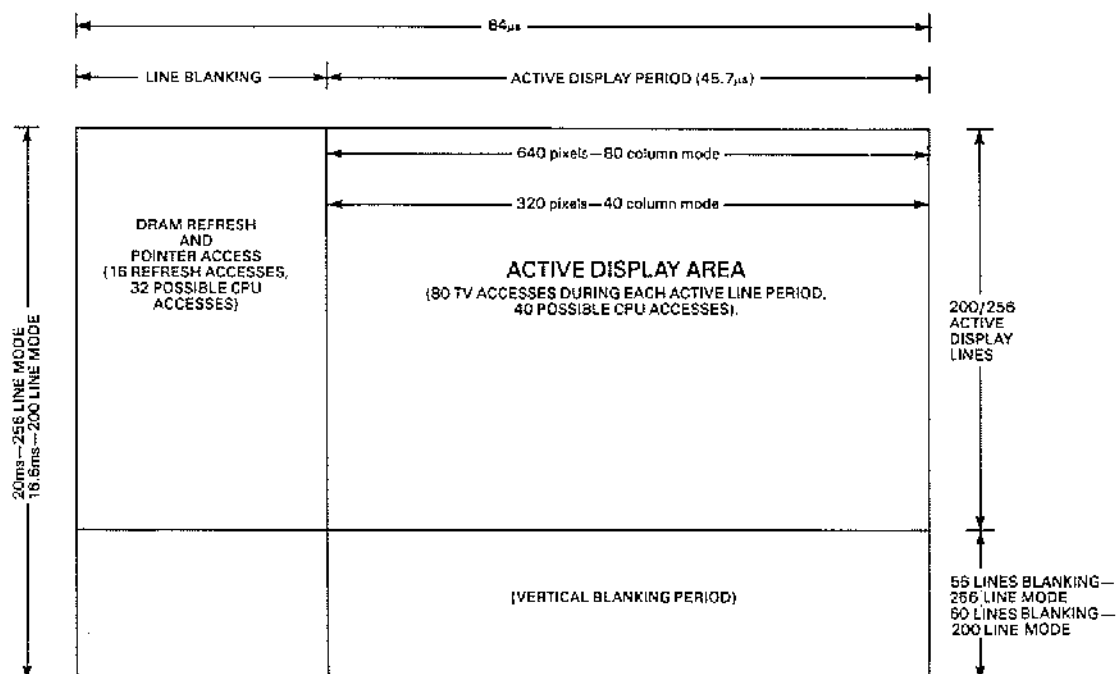 84µs
LINE BLANKING
ACTIVE DISPLAY PERIOD (45.7µs)
640 pixels—80 column mode
320 pixels—40 column mode
DRAM REFRESH
AND
POINTER ACCESS
(16 REFRESH ACCESSES,
32 POSSIBLE CPU
ACCESSES)
ACTIVE DISPLAY AREA
(80 TV ACCESSES DURING EACH ACTIVE LINE PERIOD,
40 POSSIBLE CPU ACCESSES).
200/256
ACTIVE
DISPLAY
LINES
20ms—256 LINE MODE
16.6ms—200 LINE MODE
(VERTICAL BLANKING PERIOD)
56 LINES BLANKING—
256 LINE MODE
60 LINES BLANKING—
200 LINE MODE